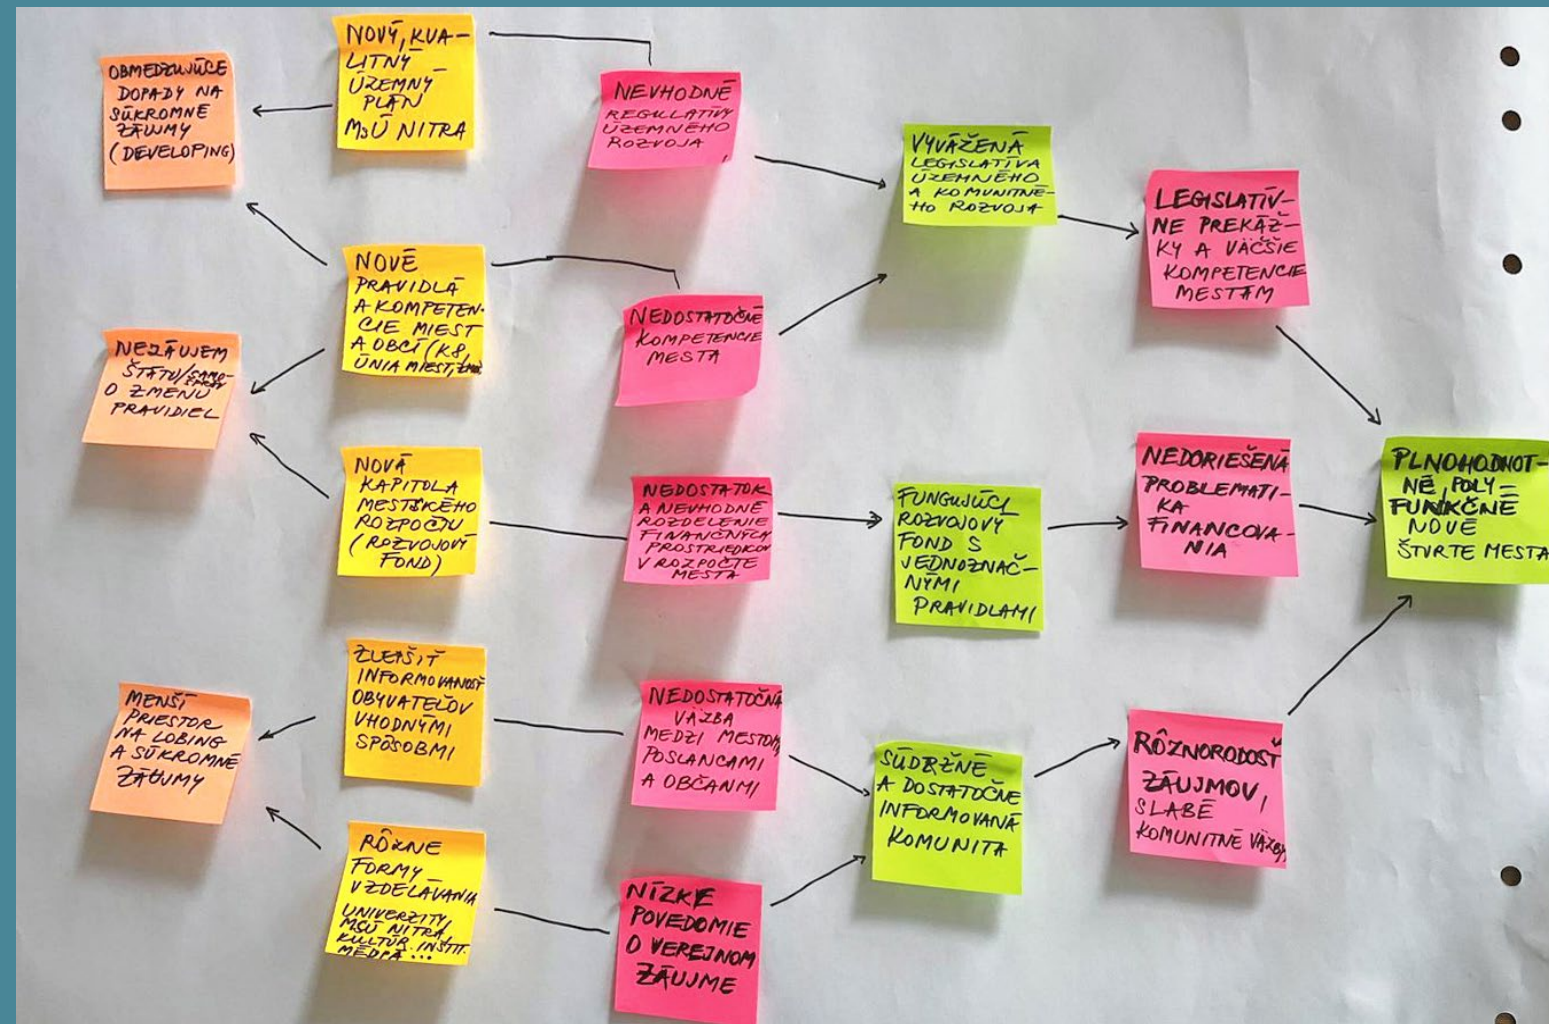 OBMEDZUJÚCE
DOPADY NA
SÚKROMNÉ
ZÁUJMY
(DEVELOPING)
NEZÁUJEM
ŠTÁTU/SAMO-
O ZMENU
PRAVIDIEL
MENŠÍ
PRIESTOR
NA LOBING
A SÚKROMNÉ
ZÁUJMY
NOVÝ, KVA-
LITNÝ
ÚZEMNÝ
PLÁN
MsÚ NITRA
NOVÉ
PRAVIDLÁ
A KOMPETEN-
CIE MIEST
A OBCÍ (K8,
ÚNIA MIEST,
NOVÁ
KAPITOLA
MESTSKÉHO
ROZPOČTU
(ROZVOJOVÝ
FOND)
ZLEPŠIŤ
INFORMOVANOSŤ
OBYVATEĽOV
VHODNÝMI
SPÔSOBMI
RÔZNE
FORMY
VZDELÁVANIA
UNIVERZITY,
MSÚ NITRA,
KULTÚR. INŠTIT.
MÉDIÁ ...
NEVHODNÉ
REGULATÍVY
ÚZEMNÉHO
ROZVOJA
NEDOSTATOČNÉ
KOMPETENCIE
MESTA
NEDOSTATOK
A NEVHODNÉ
ROZDELENIE
FINANČNÝCH
PROSTRIEDKOV
V ROZPOČTE
MESTA
NEDOSTATOČNÁ
VÄZBA
MEDZI MESTOM,
POSLANCAMI
A OBČANMI
NÍZKE
POVEDOMIE
O VEREJNOM
ZÁUJME
VYVÁŽENÁ
LEGISLATÍVA
ÚZEMNÉHO
A KOMUNITNÉ-
HO ROZVOJA
FUNGUJÚCI
ROZVOJOVÝ
FOND S
JEDNOZNAČ-
NÝMI
PRAVIDLAMI
SÚDRŽNÉ
A DOSTATOČNE
INFORMOVANÁ
KOMUNITA
LEGISLATÍV-
NE PREKÁŽ-
KY A VÄČŠIE
KOMPETENCIE
MESTÁM
NEDORIEŠENÁ
PROBLEMATI-
KA
FINANCOVA-
NIA
RÔZNORODOSŤ
ZÁUJMOV,
SLABÉ
KOMUNITNÉ VÄZBY
PLNOHODNOT-
NÉ, POLY-
FUNKČNÉ
NOVÉ
ŠTVRTE MESTA